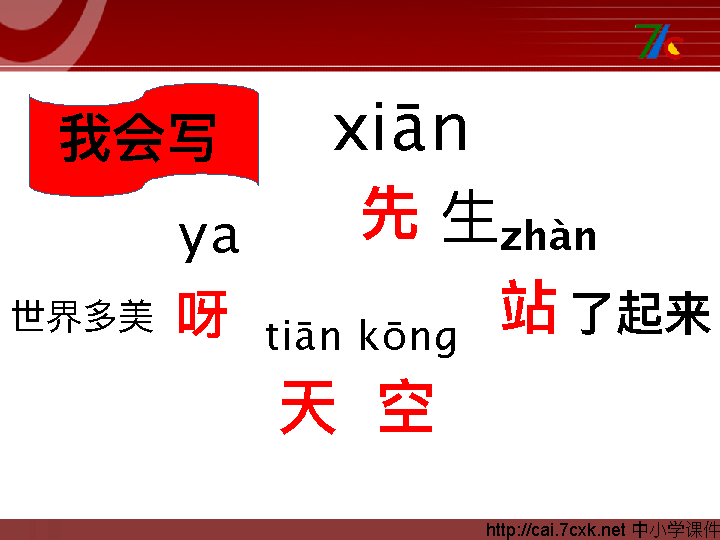 我会写
xiān
先 生
ya
zhàn
世界多美 呀
站 了起来
tiān kōng
天 空
http://cai.7cxk.net 中小学课件
7c